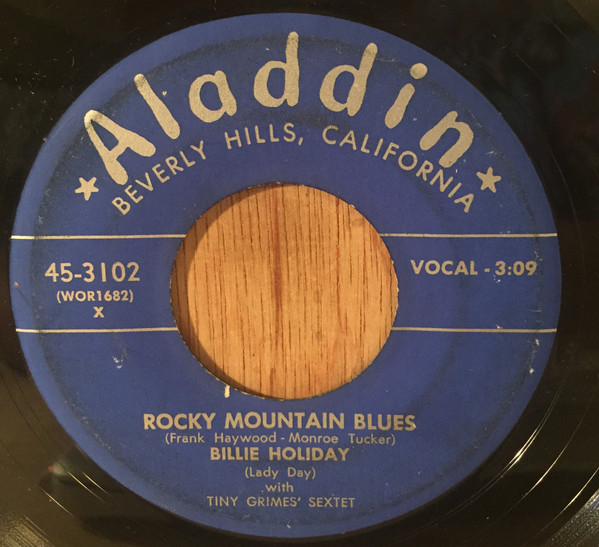 Aladdin
BEVERLY HILLS, CALIFORNIA
45-3102
(WOR1682)
X
VOCAL - 3:09
ROCKY MOUNTAIN BLUES
(Frank Haywood - Monroe Tucker)
BILLIE HOLIDAY
(Lady Day)
with
TINY GRIMES' SEXTET